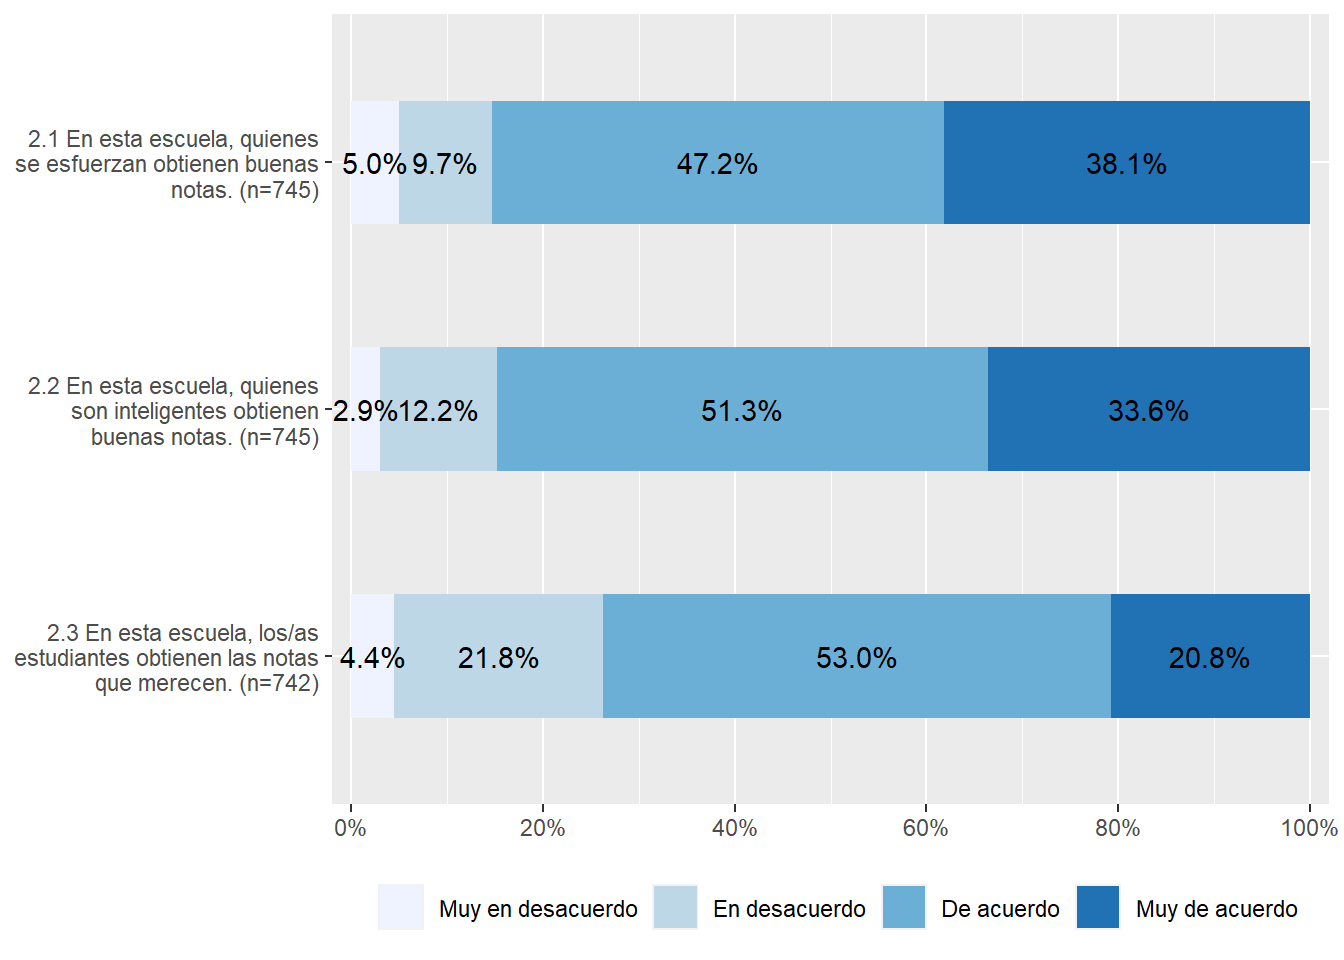 2.1 En esta escuela, quienes
se esfuerzan obtienen buenas
notas. (n=745)
5.0% 9.7% 47.2% 38.1%
2.2 En esta escuela, quienes
son inteligentes obtienen
buenas notas. (n=745)
2.9% 12.2% 51.3% 33.6%
2.3 En esta escuela, los/as
estudiantes obtienen las notas
que merecen. (n=742)
4.4% 21.8% 53.0% 20.8%
0% 20% 40% 60% 80% 100%
Muy en desacuerdo En desacuerdo De acuerdo Muy de acuerdo